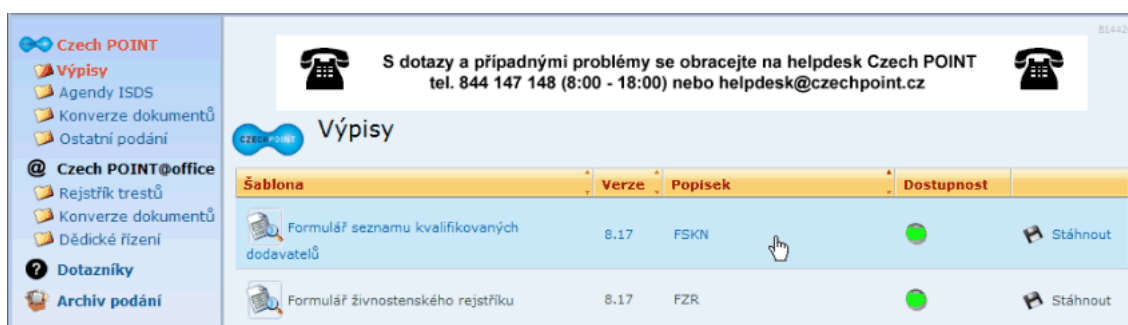 Czech POINT
Výpisy
Agendy ISDS
Konverze dokumentů
Ostatní podání
@ Czech POINT@office
Rejstřík trestů
Konverze dokumentů
Dědické řízení
? Dotazníky
Archiv podání
S dotazy a případnými problémy se obracejte na helpdesk Czech POINT
tel. 844 147 148 (8:00 - 18:00) nebo helpdesk@czechpoint.cz
CZECH POINT
Výpisy
Šablona Verze Popisek Dostupnost
Formulář seznamu kvalifikovaných
dodavatelů
8.17 FSKN Stáhnout
Formulář živnostenského rejstříku 8.17 FZR Stáhnout